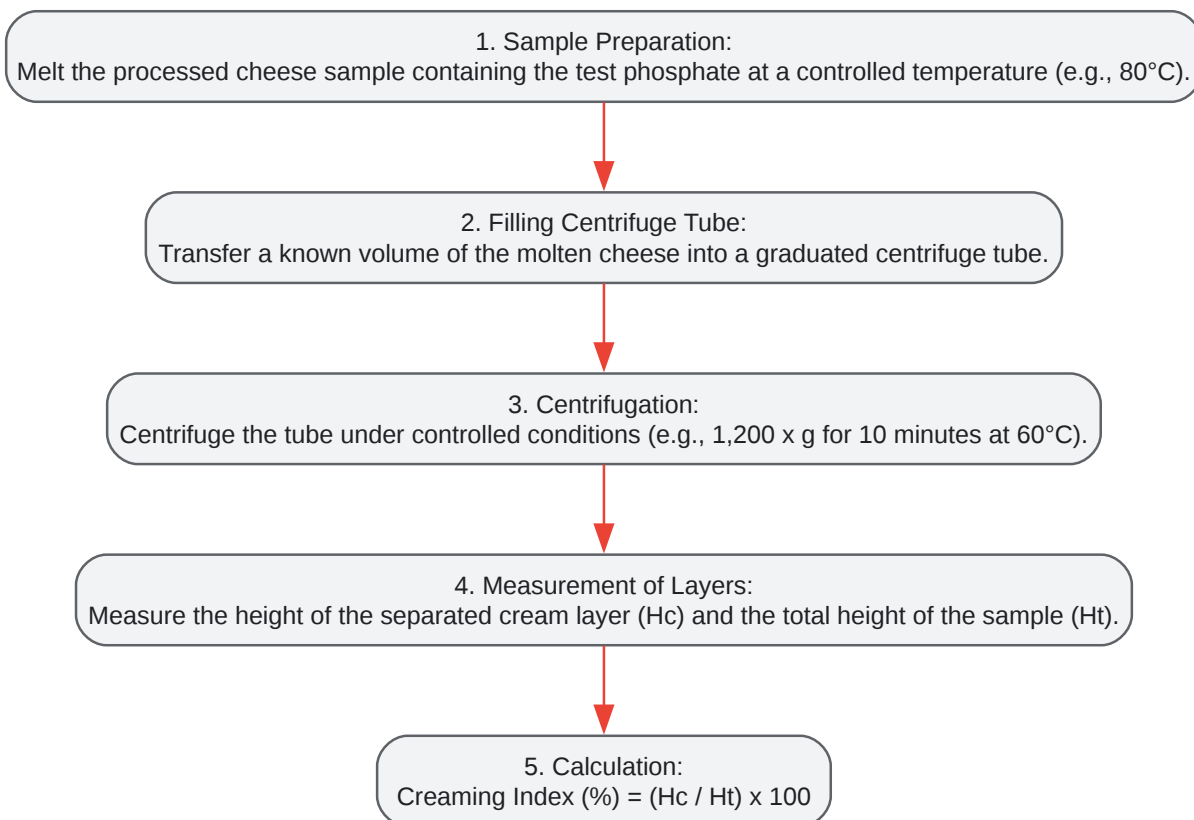 1. Sample Preparation:
Melt the processed cheese sample containing the test phosphate at a controlled temperature (e.g., 80°C).
2. Filling Centrifuge Tube:
Transfer a known volume of the molten cheese into a graduated centrifuge tube.
3. Centrifugation:
Centrifuge the tube under controlled conditions (e.g., 1,200 x g for 10 minutes at 60°C).
4. Measurement of Layers:
Measure the height of the separated cream layer (Hc) and the total height of the sample (Ht).
5. Calculation:
Creaming Index (%) = (Hc / Ht) x 100